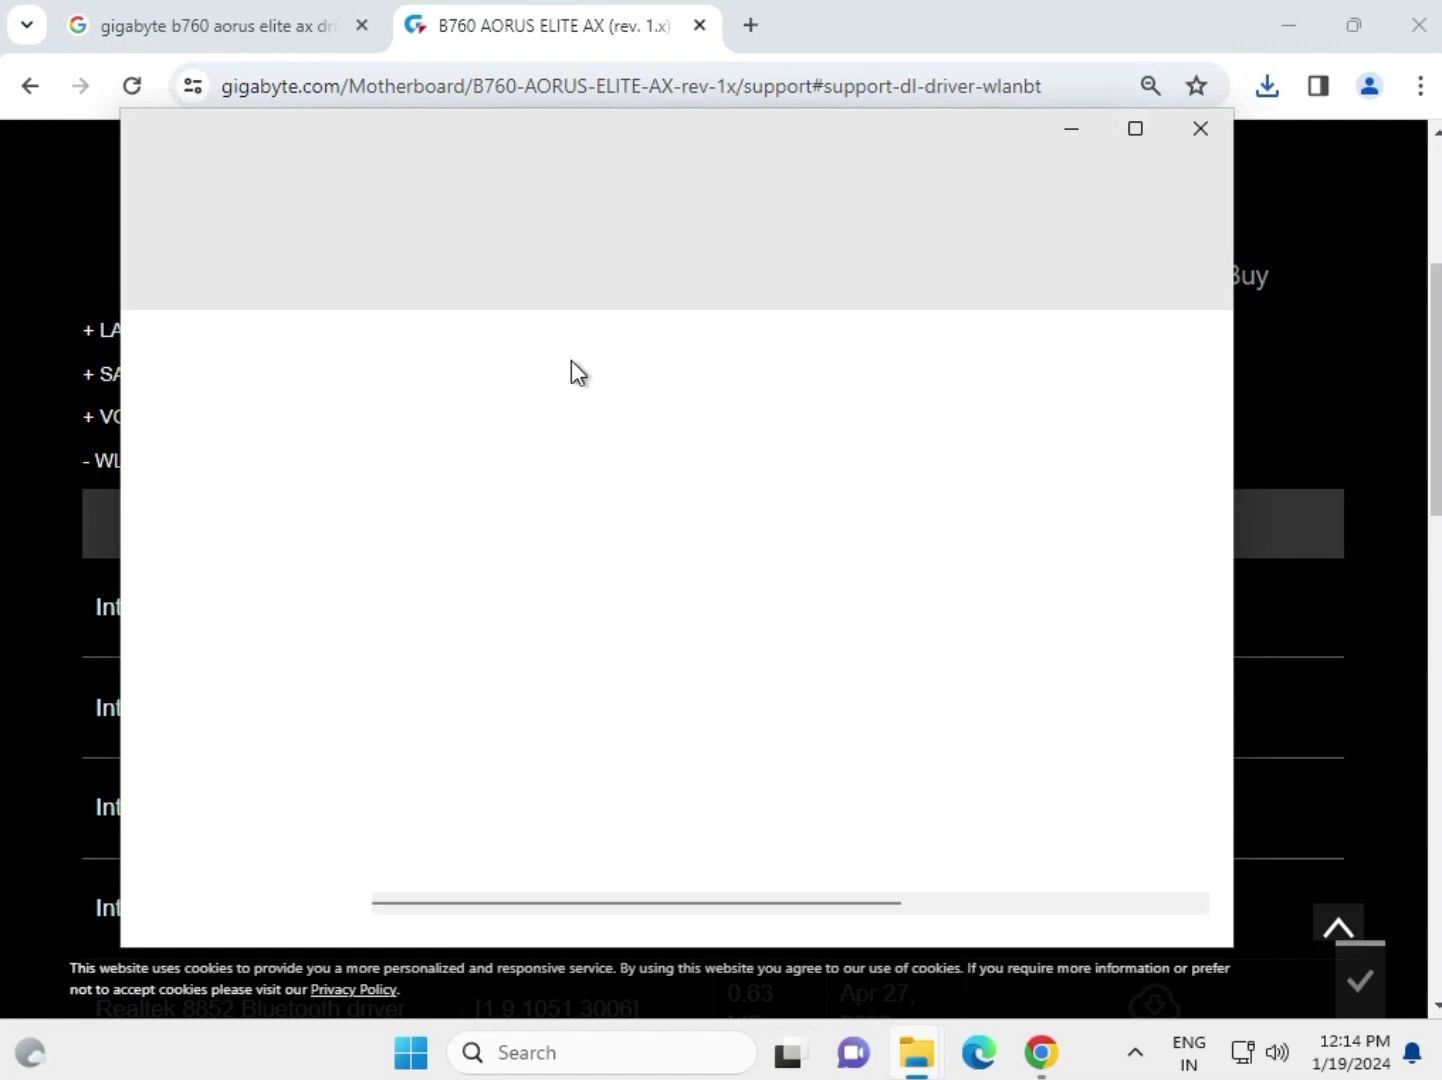 gigabyte b760 aorus elite ax dri
B760 AORUS ELITE AX (rev. 1.x)
gigabyte.com/Motherboard/B760-AORUS-ELITE-AX-rev-1x/support#support-dl-driver-wlanbt
Buy
+ LA
+ SA
+ VO
- WL
Int
Int
Int
Int
This website uses cookies to provide you a more personalized and responsive service. By using this website you agree to our use of cookies. If you require more information or prefer
not to accept cookies please visit our Privacy Policy.
Realtek 8852 Bluetooth driver [1.9.1051.3006] 0.63 Apr 27,
Search
ENG
IN
12:14 PM
1/19/2024